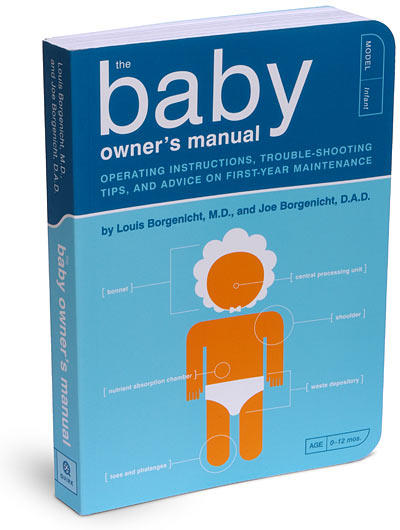 the
baby
owner's manual
MODEL Infant
OPERATING INSTRUCTIONS, TROUBLE-SHOOTING
TIPS, AND ADVICE ON FIRST-YEAR MAINTENANCE
by Louis Borgenicht, M.D., and Joe Borgenicht, D.A.D.
[ bonnet ]
[ central processing unit ]
[ shoulder ]
[ nutrient absorption chamber ]
[ waste depository ]
[ toes and phalanges ]
AGE 0–12 mos.
Louis Borgenicht, M.D.
and Joe Borgenicht, D.A.D.
the
baby owner's manual
QUIRK